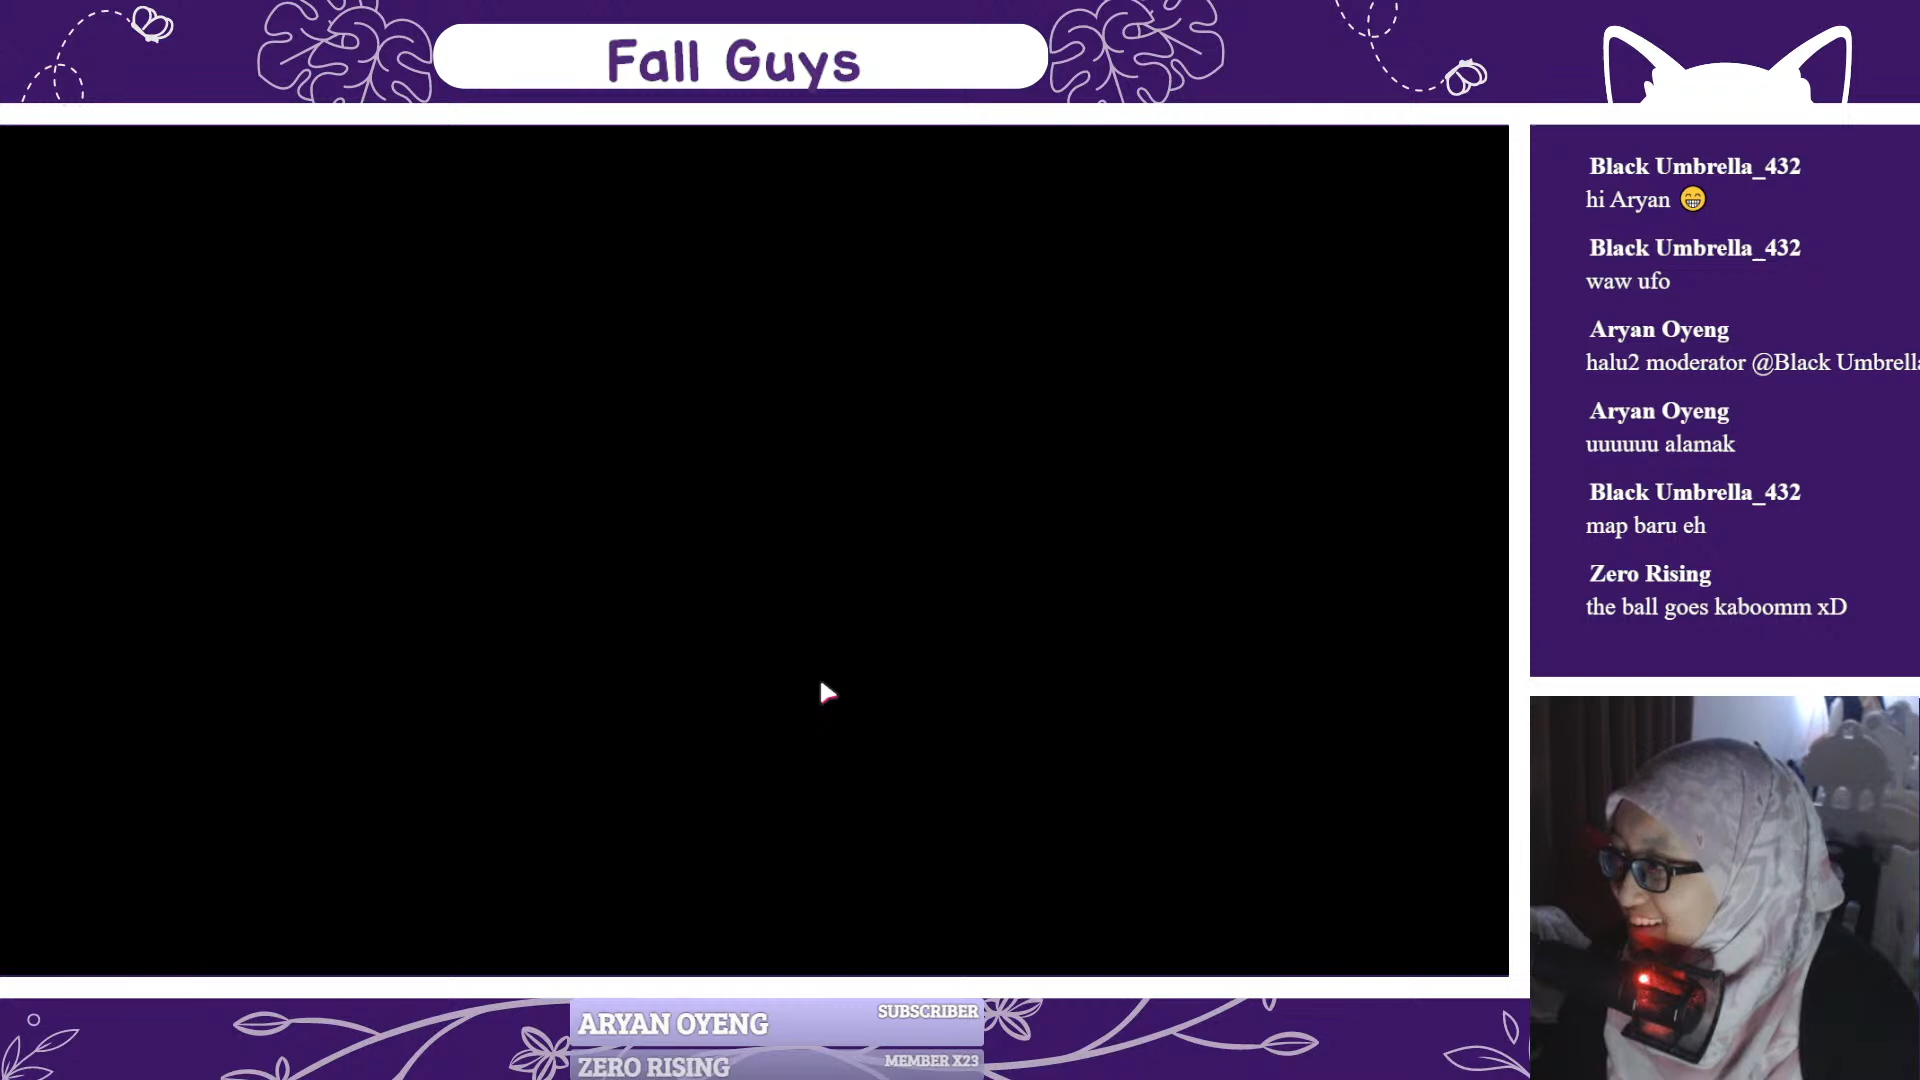 Fall Guys
Black Umbrella_432
hi Aryan 😁
Black Umbrella_432
waw ufo
Aryan Oyeng
halu2 moderator @Black Umbrella
Aryan Oyeng
uuuuuu alamak
Black Umbrella_432
map baru eh
Zero Rising
the ball goes kaboomm xD
ARYAN OYENG SUBSCRIBER
ZERO RISING MEMBER X23